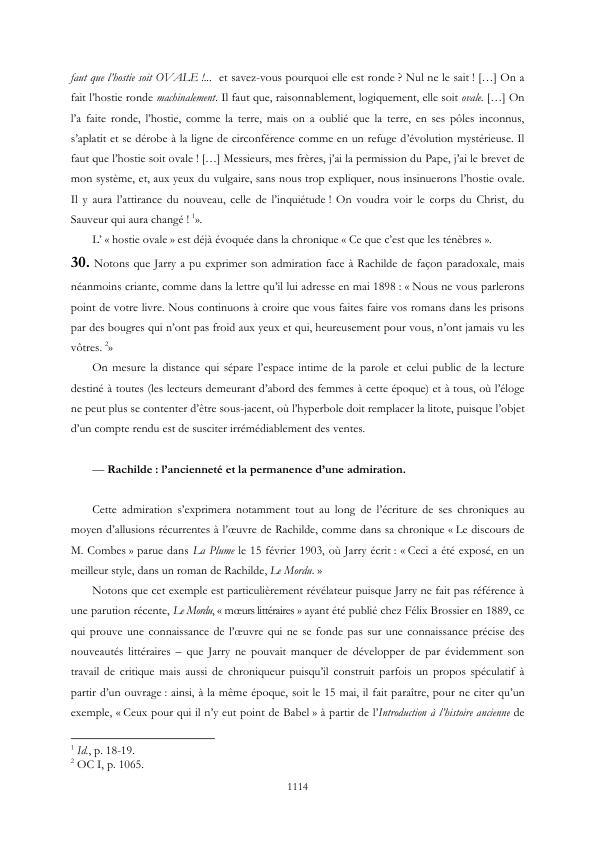 faut que l'hostie soit OVALE !... et savez-vous pourquoi elle est ronde ? Nul ne le sait ! […] On a
fait l'hostie ronde machinalement. Il faut que, raisonnablement, logiquement, elle soit ovale. […] On
l'a faite ronde, l'hostie, comme la terre, mais on a oublié que la terre, en ses pôles inconnus,
s'aplatit et se dérobe à la ligne de circonférence comme en un refuge d'évolution mystérieuse. Il
faut que l'hostie soit ovale ! […] Messieurs, mes frères, j'ai la permission du Pape, j'ai le brevet de
mon système, et, aux yeux du vulgaire, sans nous trop expliquer, nous insinuerons l'hostie ovale.
Il y aura l'attirance du nouveau, celle de l'inquiétude ! On voudra voir le corps du Christ, du
Sauveur qui aura changé ! 1».
L' « hostie ovale » est déjà évoquée dans la chronique « Ce que c'est que les ténèbres ».
30. Notons que Jarry a pu exprimer son admiration face à Rachilde de façon paradoxale, mais
néanmoins criante, comme dans la lettre qu'il lui adresse en mai 1898 : « Nous ne vous parlerons
point de votre livre. Nous continuons à croire que vous faites faire vos romans dans les prisons
par des bougres qui n'ont pas froid aux yeux et qui, heureusement pour vous, n'ont jamais vu les
vôtres. 2»
On mesure la distance qui sépare l'espace intime de la parole et celui public de la lecture
destiné à toutes (les lecteurs demeurant d'abord des femmes à cette époque) et à tous, où l'éloge
ne peut plus se contenter d'être sous-jacent, où l'hyperbole doit remplacer la litote, puisque l'objet
d'un compte rendu est de susciter irrémédiablement des ventes.
— Rachilde : l'ancienneté et la permanence d'une admiration.
Cette admiration s'exprimera notamment tout au long de l'écriture de ses chroniques au
moyen d'allusions récurrentes à l'œuvre de Rachilde, comme dans sa chronique « Le discours de
M. Combes » parue dans La Plume le 15 février 1903, où Jarry écrit : « Ceci a été exposé, en un
meilleur style, dans un roman de Rachilde, Le Mordu. »
Notons que cet exemple est particulièrement révélateur puisque Jarry ne fait pas référence à
une parution récente, Le Mordu, « mœurs littéraires » ayant été publié chez Félix Brossier en 1889, ce
qui prouve une connaissance de l'œuvre qui ne se fonde pas sur une connaissance précise des
nouveautés littéraires – que Jarry ne pouvait manquer de développer de par évidemment son
travail de critique mais aussi de chroniqueur puisqu'il construit parfois un propos spéculatif à
partir d'un ouvrage : ainsi, à la même époque, soit le 15 mai, il fait paraître, pour ne citer qu'un
exemple, « Ceux pour qui il n'y eut point de Babel » à partir de l'Introduction à l'histoire ancienne de
1 Id., p. 18-19.
2 OC I, p. 1065.
1114